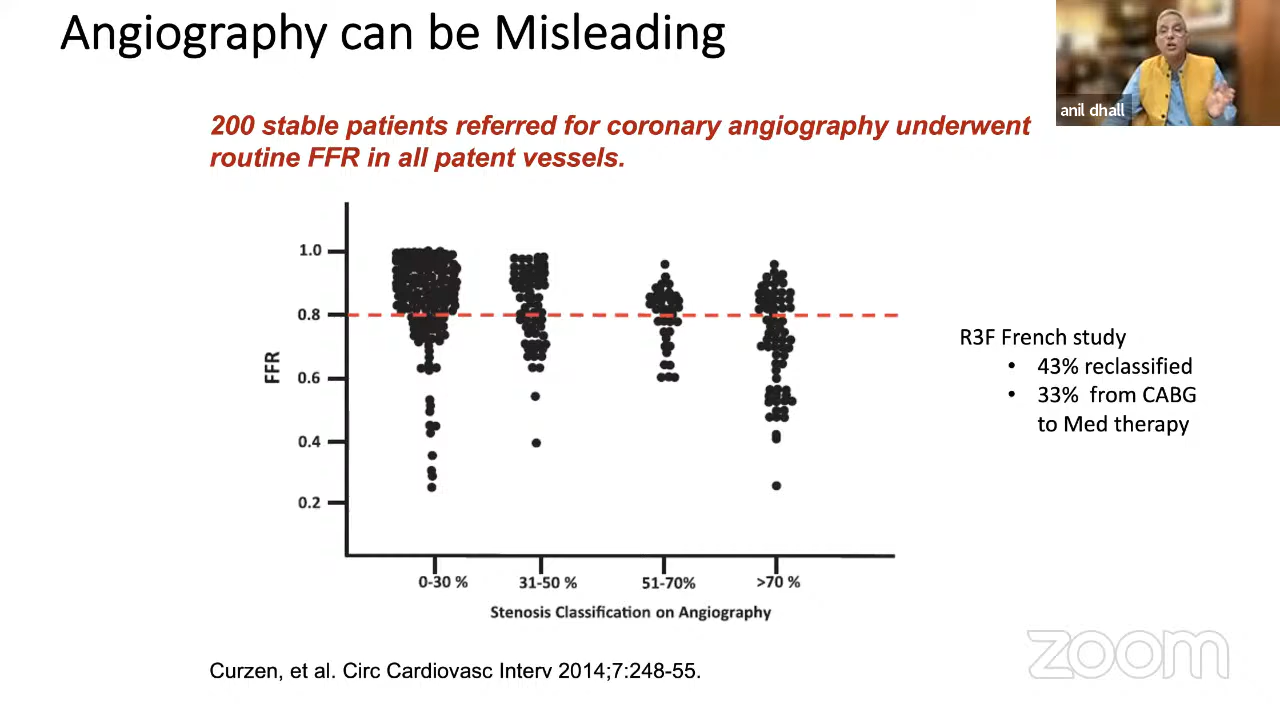 Angiography can be Misleading
anil dhall
200 stable patients referred for coronary angiography underwent
routine FFR in all patent vessels.
1.0
0.8
0.6
0.4
0.2
FFR
0-30 %
31-50 %
51-70%
>70 %
Stenosis Classification on Angiography
R3F French study
• 43% reclassified
• 33% from CABG
to Med therapy
Curzen, et al. Circ Cardiovasc Interv 2014;7:248-55.
zoom